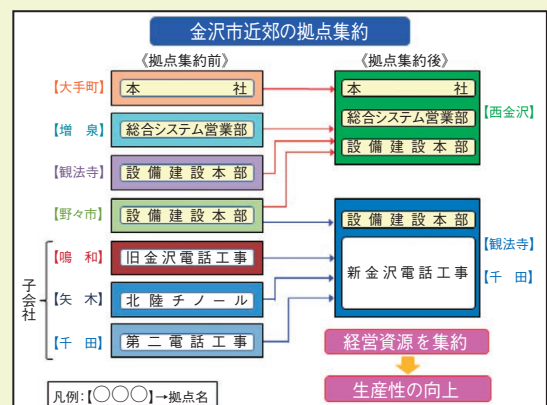 金沢市近郊の拠点集約
《拠点集約前》 《拠点集約後》
【大手町】 本社 本社
【増泉】 総合システム営業部 総合システム営業部 【西金沢】
【観法寺】 設備建設本部 設備建設本部
【野々市】 設備建設本部 設備建設本部
子会社
【鳴和】 旧金沢電話工事 新金沢電話工事 【観法寺】
【矢木】 北陸チノール 【千田】
【千田】 第二電話工事
経営資源を集約
生産性の向上
凡例:【○○○】→拠点名